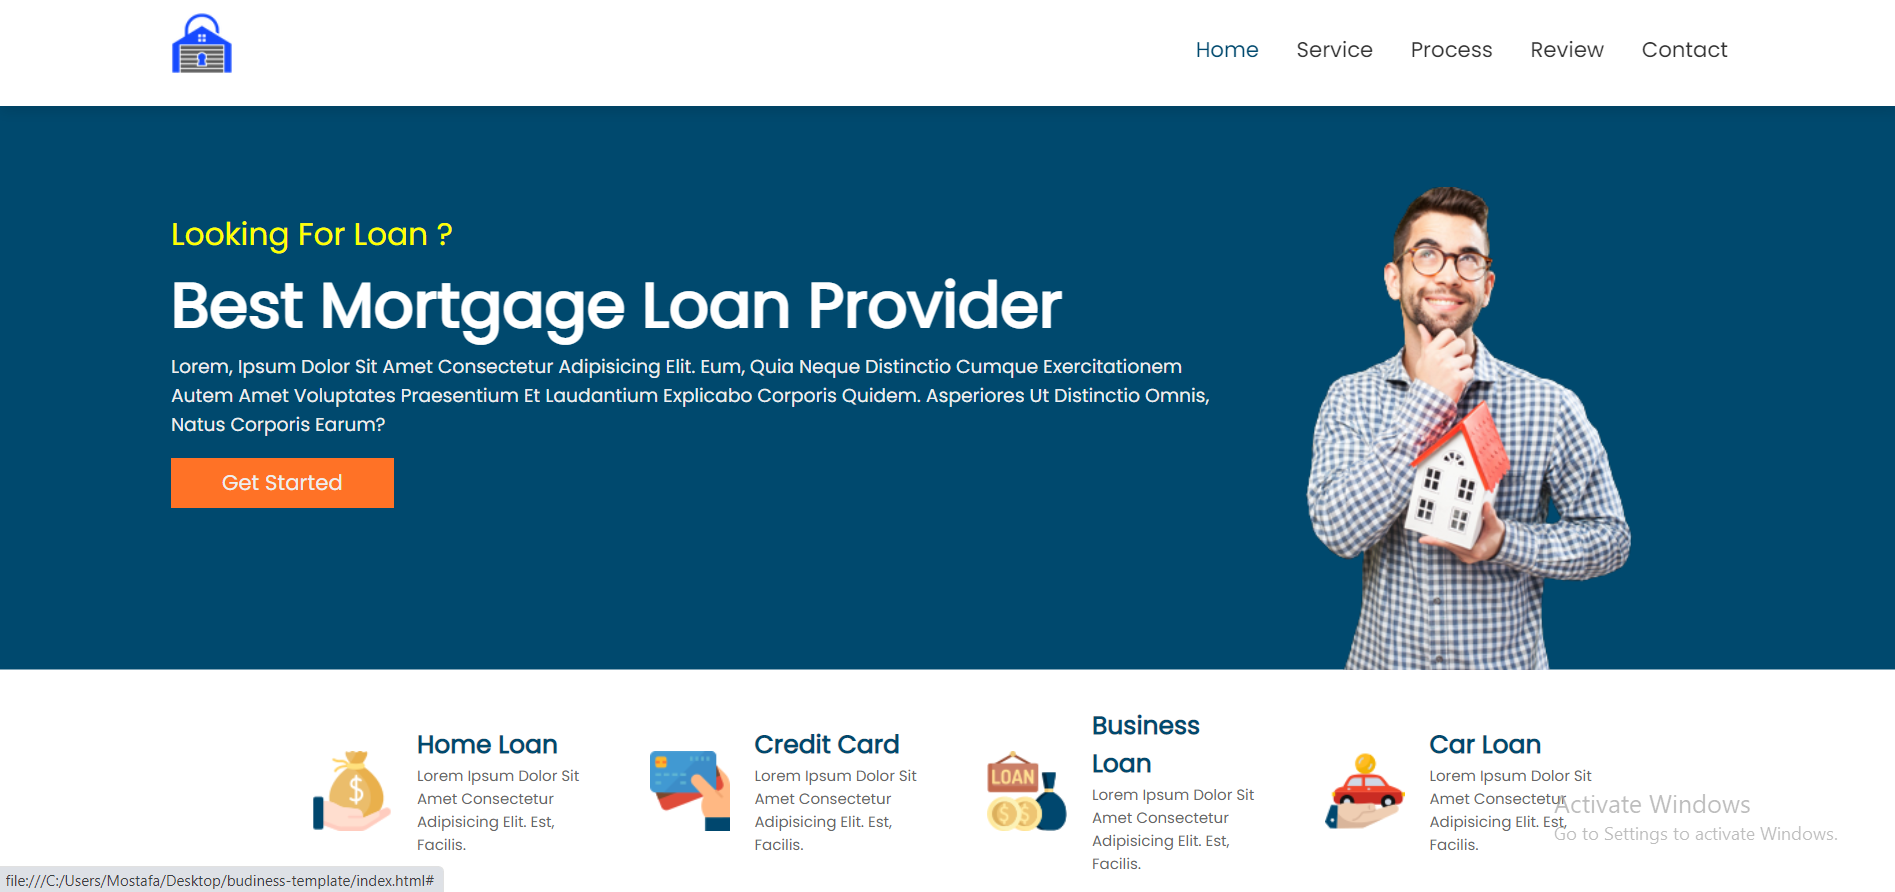 Home Service Process Review Contact
Looking For Loan ?
Best Mortgage Loan Provider
Lorem, Ipsum Dolor Sit Amet Consectetur Adipisicing Elit. Eum, Quia Neque Distinctio Cumque Exercitationem
Autem Amet Voluptates Praesentium Et Laudantium Explicabo Corporis Quidem. Asperiores Ut Distinctio Omnis,
Natus Corporis Earum?
Get Started
Home Loan
Lorem Ipsum Dolor Sit
Amet Consectetur
Adipisicing Elit. Est,
Facilis.
Credit Card
Lorem Ipsum Dolor Sit
Amet Consectetur
Adipisicing Elit. Est,
Facilis.
LOAN
Business
Loan
Lorem Ipsum Dolor Sit
Amet Consectetur
Adipisicing Elit. Est,
Facilis.
Car Loan
Lorem Ipsum Dolor Sit
Amet Consectetur
Adipisicing Elit. Est,
Facilis.
Activate Windows
Go to Settings to activate Windows.
file:///C:/Users/Mostafa/Desktop/budiness-template/index.html#